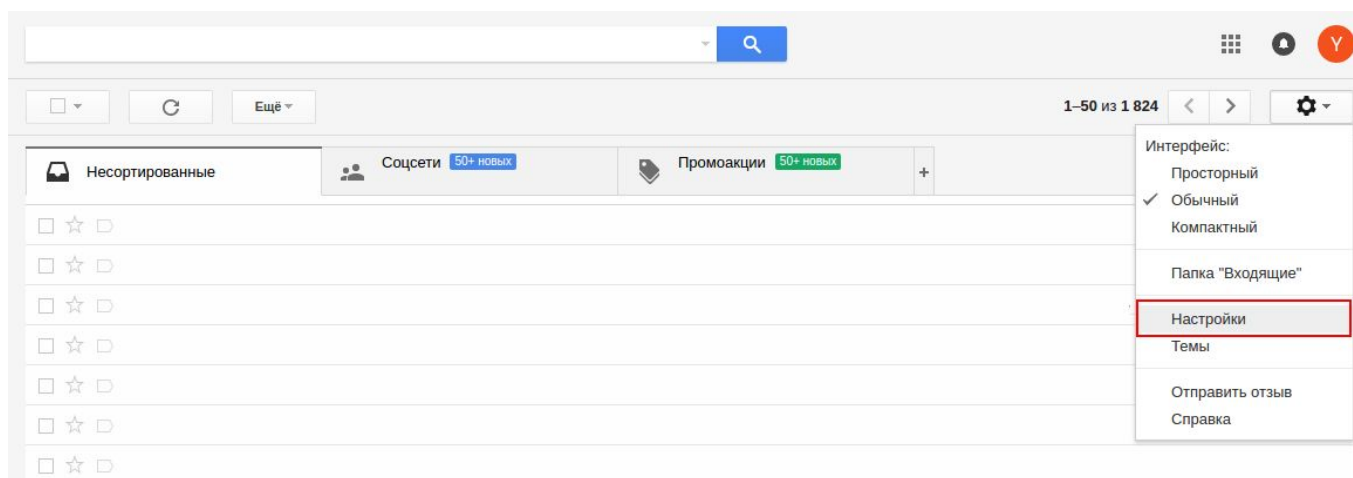 Y
Ещё
1–50 из 1 824
Несортированные
Соцсети 50+ новых
Промоакции 50+ новых
+
Интерфейс:
Просторный
Обычный
Компактный
Папка "Входящие"
Настройки
Темы
Отправить отзыв
Справка